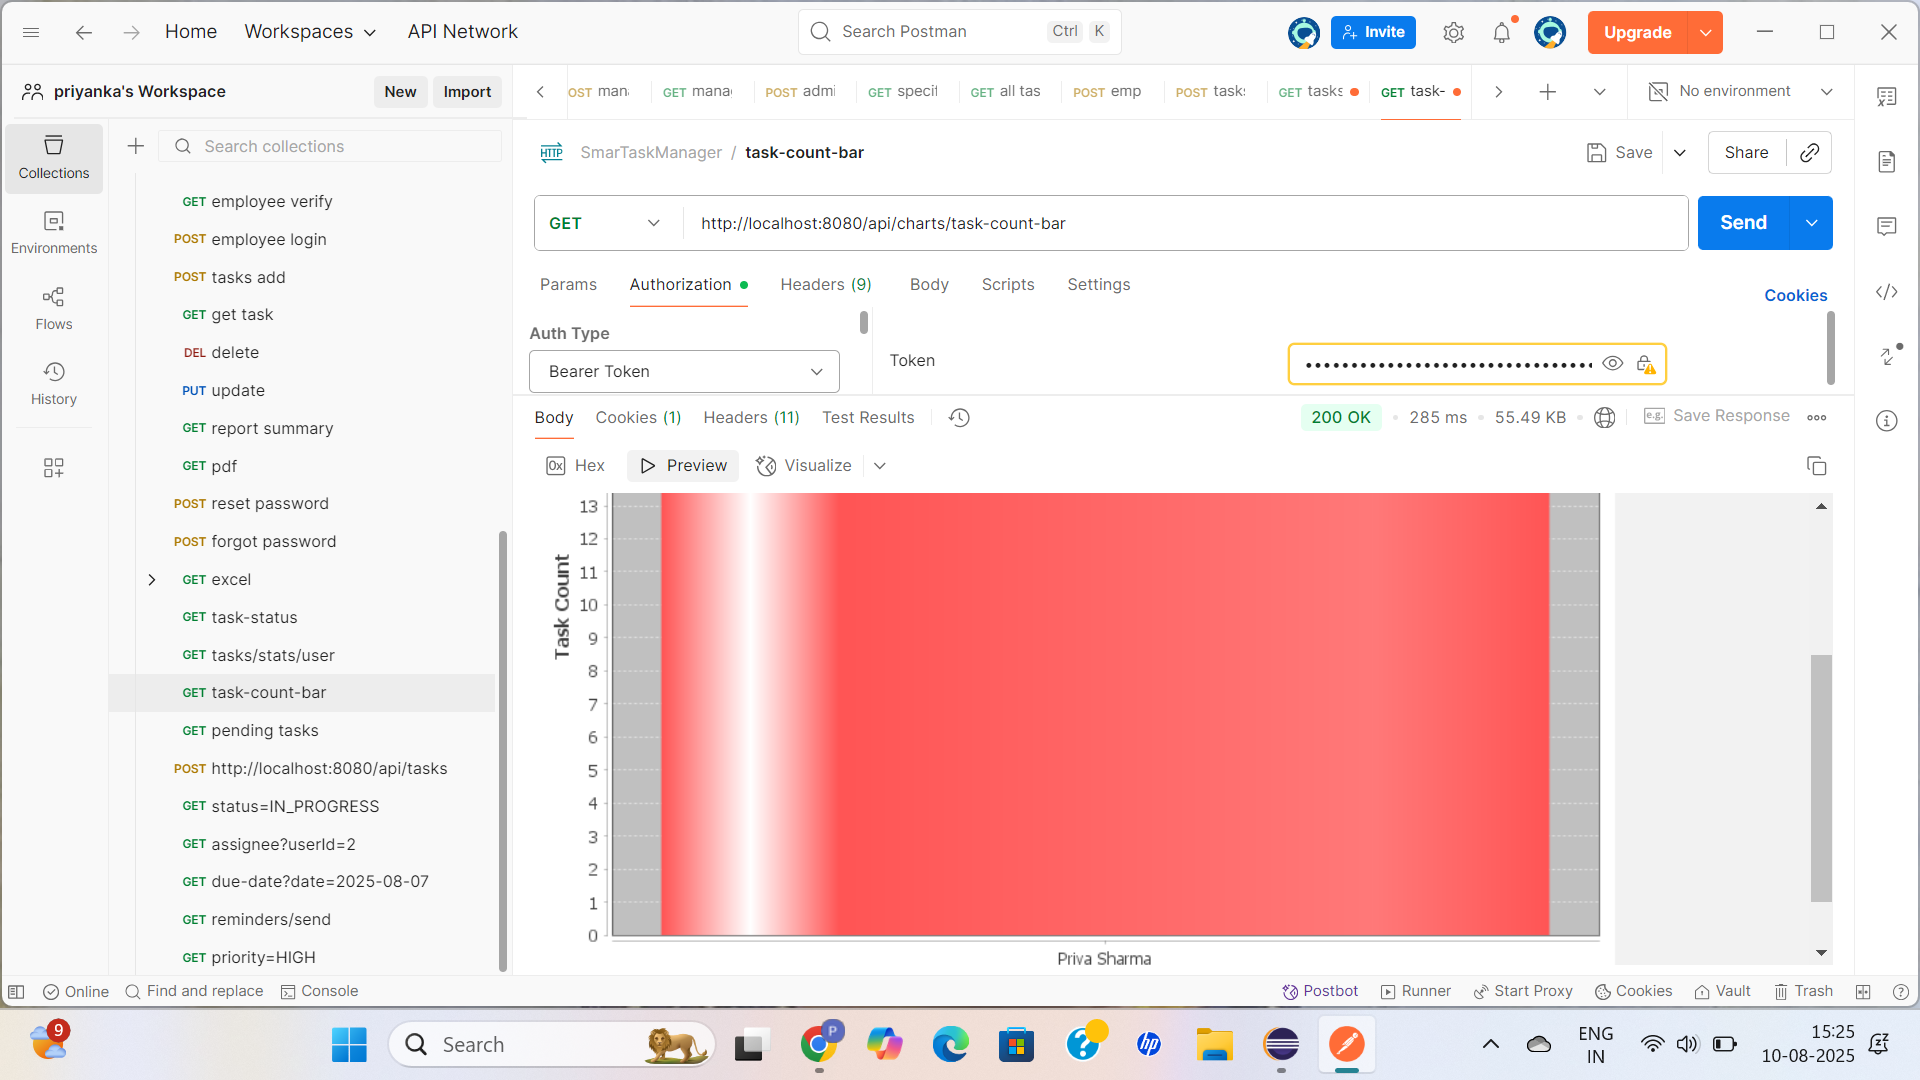 Home
Workspaces
API Network
Search Postman
Ctrl
K
Invite
Upgrade
priyanka's Workspace
New
Import
OST man
GET mana
POST admi
GET specif
GET all tas
POST emp
POST task
GET tasks
GET task-
No environment
Collections
Environments
Flows
History
Search collections
GET employee verify
POST employee login
POST tasks add
GET get task
DEL delete
PUT update
GET report summary
GET pdf
POST reset password
POST forgot password
GET excel
GET task-status
GET tasks/stats/user
GET task-count-bar
GET pending tasks
POST http://localhost:8080/api/tasks
GET status=IN_PROGRESS
GET assignee?userId=2
GET due-date?date=2025-08-07
GET reminders/send
GET priority=HIGH
HTTP SmarTaskManager / task-count-bar
Save
Share
GET
http://localhost:8080/api/charts/task-count-bar
Send
Params
Authorization
Headers (9)
Body
Scripts
Settings
Cookies
Auth Type
Bearer Token
Token
Body
Cookies (1)
Headers (11)
Test Results
200 OK
285 ms
55.49 KB
e.g. Save Response
0x Hex
Preview
Visualize
Task Count
13
12
11
10
9
8
7
6
5
4
3
2
1
0
Priya Sharma
Online
Find and replace
Console
Postbot
Runner
Start Proxy
Cookies
Vault
Trash
9
Search
P
hp
ENG
IN
15:25
10-08-2025